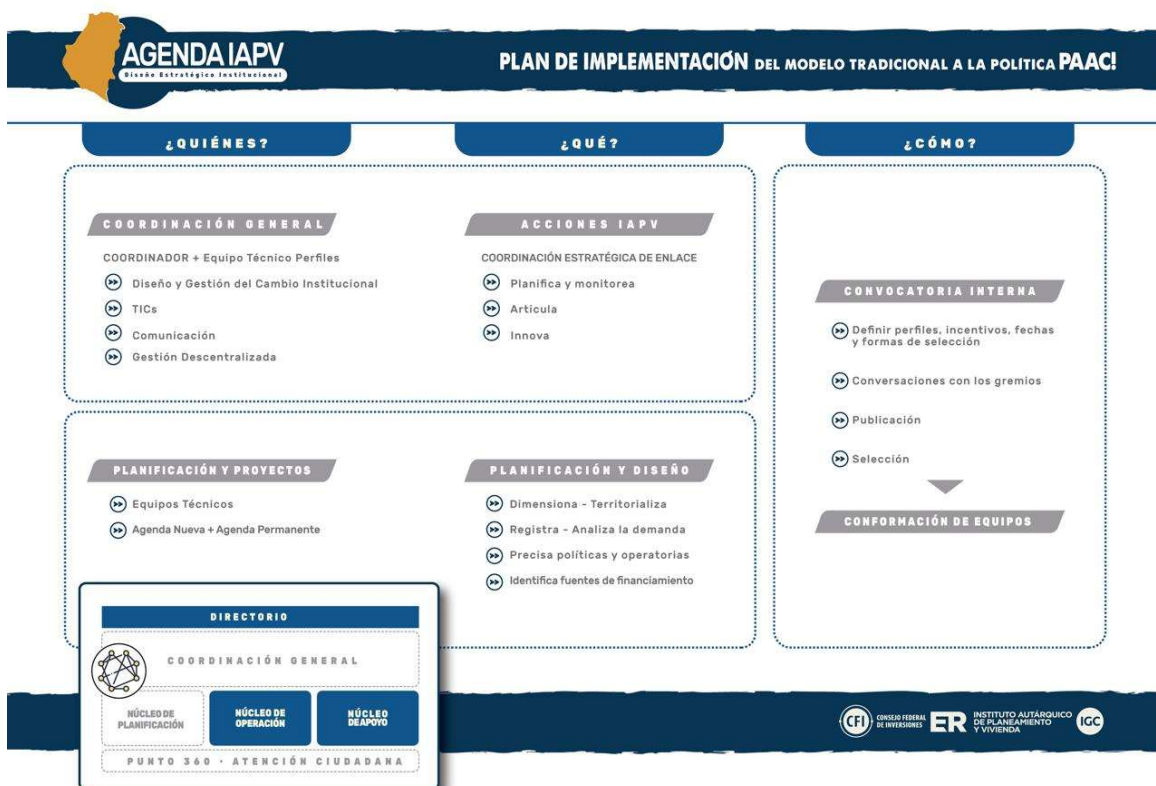 AGENDA IAPV
Diseño Estratégico Institucional
PLAN DE IMPLEMENTACIÓN DEL MODELO TRADICIONAL A LA POLÍTICA PAAC!
¿QUIÉNES?
¿QUÉ?
¿CÓMO?
COORDINACIÓN GENERAL
COORDINADOR + Equipo Técnico Perfiles
Diseño y Gestión del Cambio Institucional
TICs
Comunicación
Gestión Descentralizada
ACCIONES IAPV
COORDINACIÓN ESTRATÉGICA DE ENLACE
Planifica y monitorea
Articula
Innova
PLANIFICACIÓN Y PROYECTOS
Equipos Técnicos
Agenda Nueva + Agenda Permanente
PLANIFICACIÓN Y DISEÑO
Dimensiona - Territorializa
Registra - Analiza la demanda
Precisa políticas y operatorias
Identifica fuentes de financiamiento
CONVOCATORIA INTERNA
Definir perfiles, incentivos, fechas
y formas de selección
Conversaciones con los gremios
Publicación
Selección
CONFORMACIÓN DE EQUIPOS
DIRECTORIO
COORDINACIÓN GENERAL
NÚCLEO DE
PLANIFICACIÓN
NÚCLEO DE
OPERACIÓN
NÚCLEO
DE APOYO
PUNTO 360 - ATENCIÓN CIUDADANA
CFI
CONSEJO FEDERAL
DE INVERSIONES
ER
INSTITUTO AUTÁRQUICO
DE PLANEAMIENTO
Y VIVIENDA
IGC